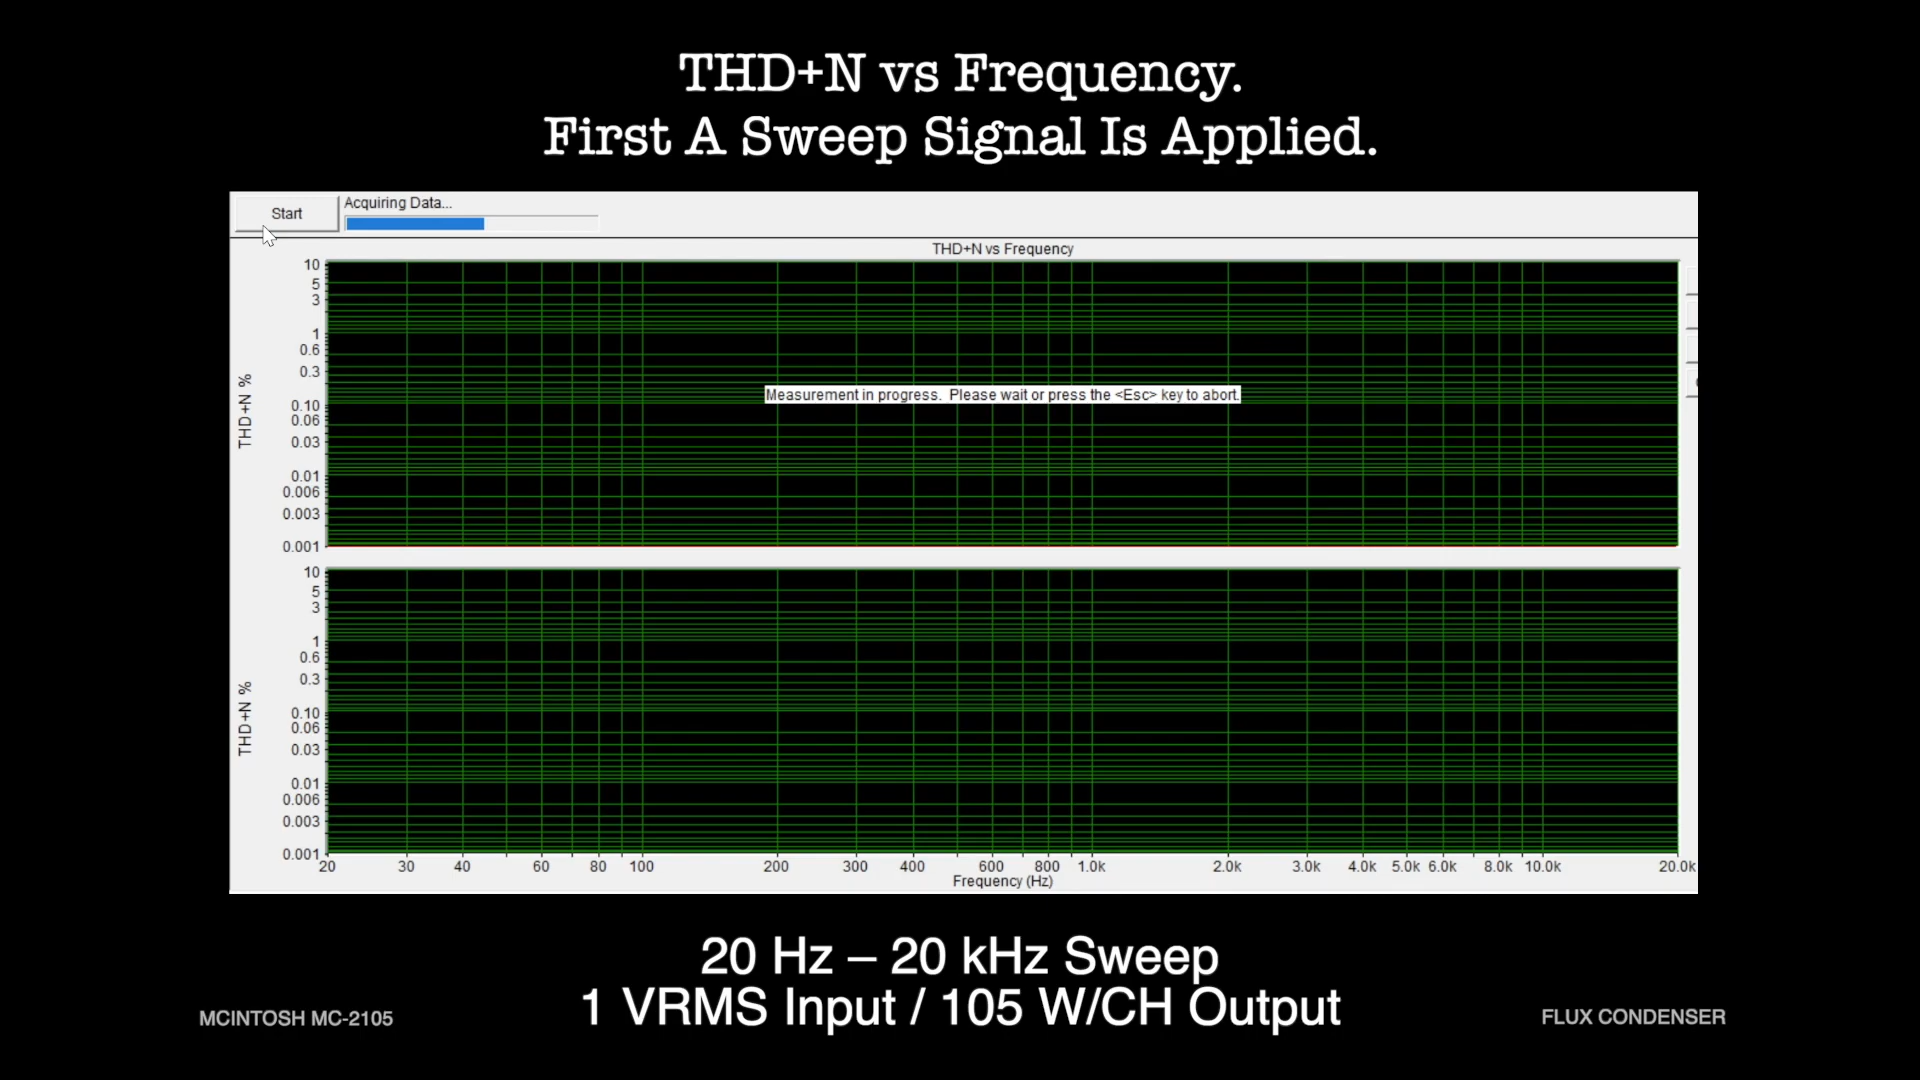 THD+N vs Frequency.
First A Sweep Signal Is Applied.
Start
Acquiring Data...
THD+N vs Frequency
10
5
3
1
0.6
0.3
0.10
0.06
0.03
0.01
0.006
0.003
0.001
THD+N %
Measurement in progress.  Please wait or press the <Esc> key to abort.
10
5
3
1
0.6
0.3
0.10
0.06
0.03
0.01
0.006
0.003
0.001
THD+N %
20 30 40 60 80 100 200 300 400 600 800 1.0k 2.0k 3.0k 4.0k 5.0k 6.0k 8.0k 10.0k 20.0k
Frequency (Hz)
20 Hz – 20 kHz Sweep
1 VRMS Input / 105 W/CH Output
MCINTOSH MC-2105
FLUX CONDENSER